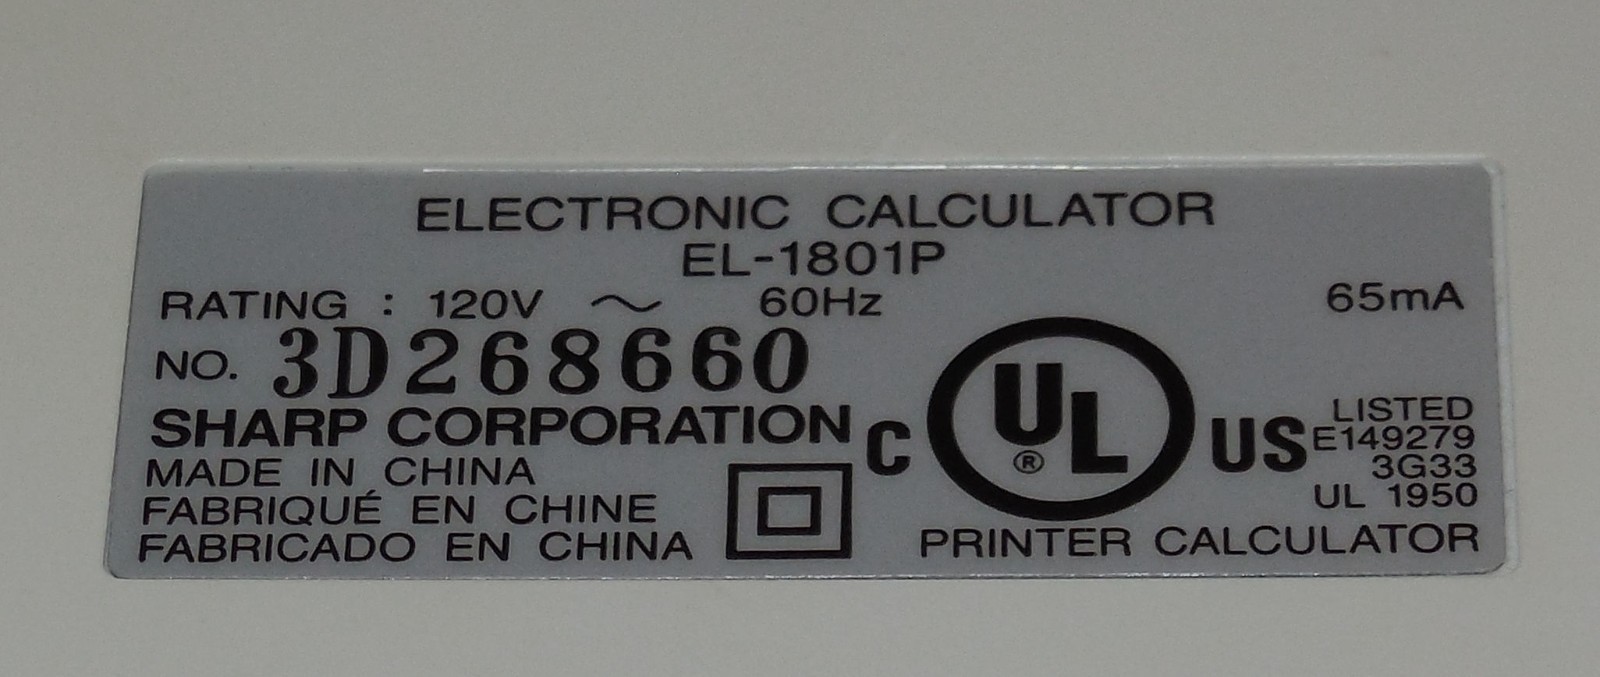 ELECTRONIC CALCULATOR
EL-1801P
RATING : 120V ~ 60Hz 65mA
NO. 3D268660
SHARP CORPORATION
MADE IN CHINA
FABRIQUÉ EN CHINE
FABRICADO EN CHINA
C UL® US
LISTED
E149279
3G33
UL 1950
PRINTER CALCULATOR